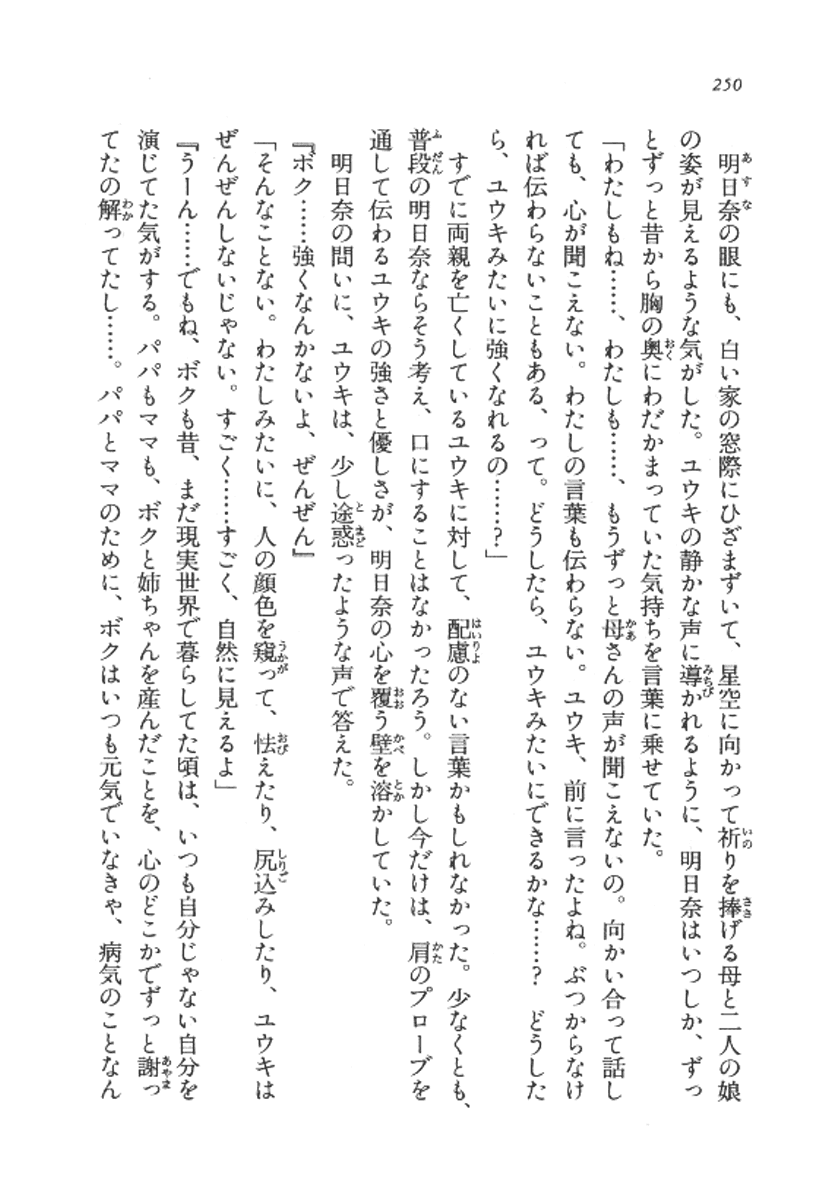 250
明日奈の眼にも、白い家の窓際にひざまずいて、星空に向かって祈りを捧げる母と二人の娘
の姿が見えるような気がした。ユウキの静かな声に導かれるように、明日奈はいつしか、ずっ
とずっと昔から胸の奥にわだかまっていた気持ちを言葉に乗せていた。
「わたしもね……、わたしも……、もうずっと母さんの声が聞こえないの。向かい合って話し
ても、心が聞こえない。わたしの言葉も伝わらない。ユウキ、前に言ったよね。ぶつからなけ
れば伝わらないこともある、って。どうしたら、ユウキみたいにできるかな……？　どうした
ら、ユウキみたいに強くなれるの……？」
すでに両親を亡くしているユウキに対して、配慮のない言葉かもしれなかった。少なくとも、
普段の明日奈ならそう考え、口にすることはなかったろう。しかし今だけは、肩のプローブを
通して伝わるユウキの強さと優しさが、明日奈の心を覆う壁を溶かしていた。
明日奈の問いに、ユウキは、少し途惑ったような声で答えた。
『ボク……強くなんかないよ、ぜんぜん』
「そんなことない。わたしみたいに、人の顔色を窺って、怯えたり、尻込みしたり、ユウキは
ぜんぜんしないじゃない。すごく……すごく、自然に見えるよ」
『うーん……でもね、ボクも昔、まだ現実世界で暮らしてた頃は、いつも自分じゃない自分を
演じてた気がする。パパもママも、ボクと姉ちゃんを産んだことを、心のどこかでずっと謝っ
てたの解ってたし……。パパとママのために、ボクはいつも元気でいなきゃ、病気のことなん